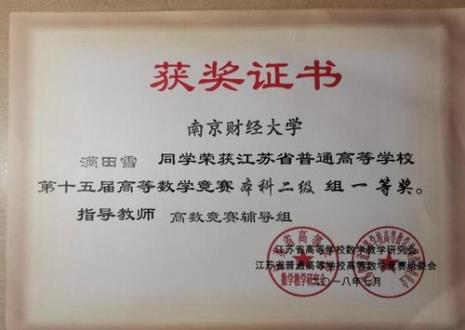 获奖证书
南京财经大学
满田雪 同学荣获江苏省普通高等学校
第十五届高等数学竞赛 本科二级 组 一等奖。
指导教师 高数竞赛辅导组
江苏省高等学校数学教学研究会
江苏省普通高等学校高等数学竞赛组委会
二〇一八年七月